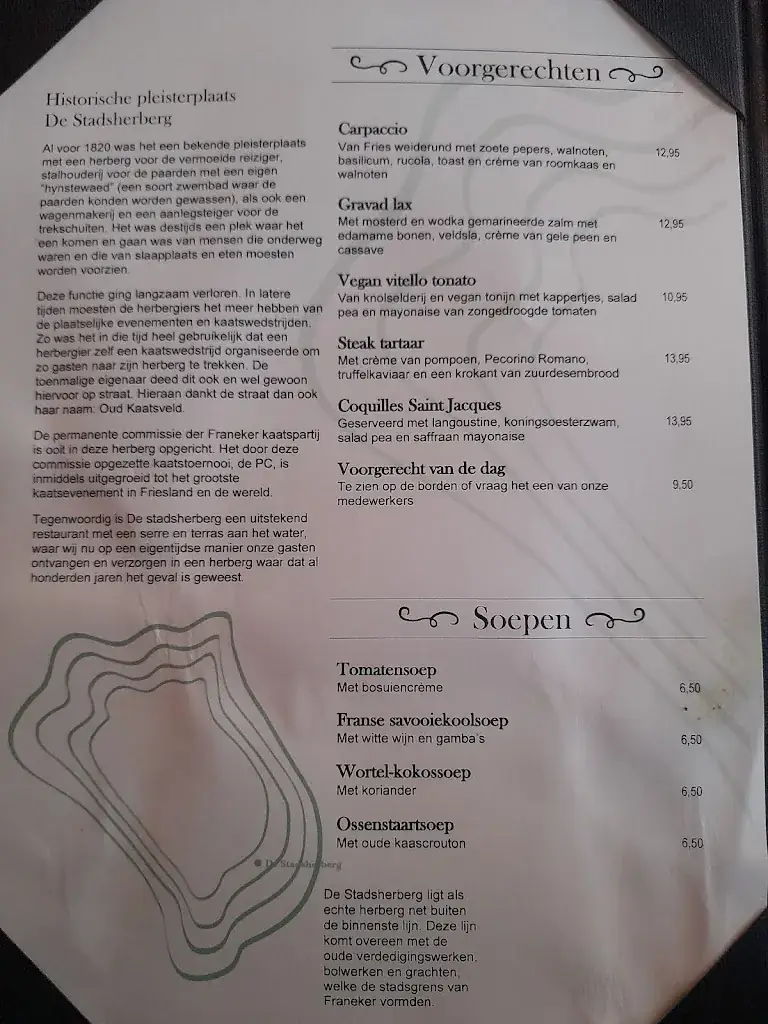 Historische pleisterplaats
De Stadsherberg
Al voor 1820 was het een bekende pleisterplaats
met een herberg voor de vermoeide reiziger,
stalhouderij voor de paarden met een eigen
"hynstewaed" (een soort zwembad waar de
paarden konden worden gewassen), als ook een
wagenmakerij en een aanlegsteiger voor de
trekschuiten. Het was destijds een plek waar het
een komen en gaan was van mensen die onderweg
waren en die van slaapplaats en eten moesten
worden voorzien.
Deze functie ging langzaam verloren. In latere
tijden moesten de herbergiers het meer hebben van
de plaatselijke evenementen en kaatswedstrijden.
Zo was het in die tijd heel gebruikelijk dat een
herbergier zelf een kaatswedstrijd organiseerde om
zo gasten naar zijn herberg te trekken. De
toenmalige eigenaar deed dit ook en wel gewoon
hiervoor op straat. Hieraan dankt de straat dan ook
haar naam: Oud Kaatsveld.
De permanente commissie der Franeker kaatspartij
is ooit in deze herberg opgericht. Het door deze
commissie opgezette kaatstoernooi, de PC, is
inmiddels uitgegroeid tot het grootste
kaatsevenement in Friesland en de wereld.
Tegenwoordig is De stadsherberg een uitstekend
restaurant met een serre en terras aan het water,
waar wij nu op een eigentijdse manier onze gasten
ontvangen en verzorgen in een herberg waar dat al
honderden jaren het geval is geweest.
Voorgerechten
Carpaccio
Van Fries weiderund met zoete pepers, walnoten, 12,95
basilicum, rucola, toast en crème van roomkaas en
walnoten
Gravad lax
Met mosterd en wodka gemarineerde zalm met 12,95
edamame bonen, veldsla, crème van gele peen en
cassave
Vegan vitello tonato
Van knolselderij en vegan tonijn met kappertjes, salad 10,95
pea en mayonaise van zongedroogde tomaten
Steak tartaar
Met crème van pompoen, Pecorino Romano, 13,95
truffelkaviaar en een krokant van zuurdesembrood
Coquilles Saint Jacques
Geserveerd met langoustine, koningsoesterzwam, 13,95
salad pea en saffraan mayonaise
Voorgerecht van de dag
Te zien op de borden of vraag het een van onze 9,50
medewerkers
Soepen
Tomatensoep
Met bosuiencrème 6,50
Franse savooiekoolsoep
Met witte wijn en gamba's 6,50
Wortel-kokossoep
Met koriander 6,50
Ossenstaartsoep
Met oude kaascrouton 6,50
De Stadsherberg
De Stadsherberg ligt als
echte herberg net buiten
de binnenste lijn. Deze lijn
komt overeen met de
oude verdedigingswerken,
bolwerken en grachten,
welke de stadsgrens van
Franeker vormden.